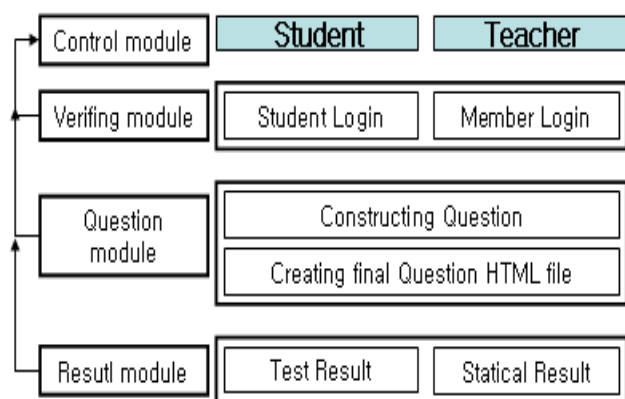 Control module
Student
Teacher
Verifing module
Student Login
Member Login
Question
module
Constructing Question
Creating final Question HTML file
Resutl module
Test Result
Statical Result